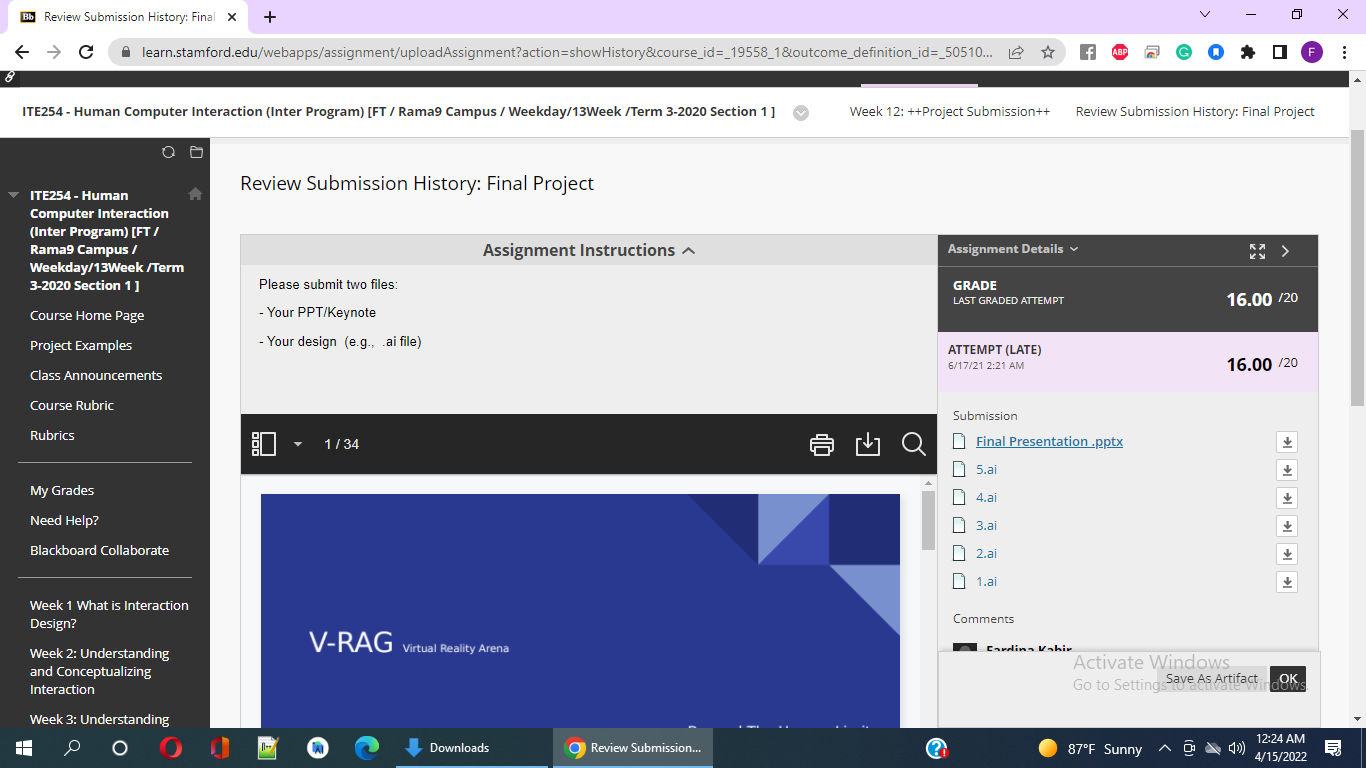 Review Submission History: Final
learn.stamford.edu/webapps/assignment/uploadAssignment?action=showHistory&course_id=_19558_1&outcome_definition_id=_50510...
ABP
F
ITE254 - Human Computer Interaction (Inter Program) [FT / Rama9 Campus / Weekday/13Week /Term 3-2020 Section 1 ]
Week 12: ++Project Submission++
Review Submission History: Final Project
ITE254 - Human
Computer Interaction
(Inter Program) [FT /
Rama9 Campus /
Weekday/13Week /Term
3-2020 Section 1 ]
Course Home Page
Project Examples
Class Announcements
Course Rubric
Rubrics
My Grades
Need Help?
Blackboard Collaborate
Week 1 What is Interaction
Design?
Week 2: Understanding
and Conceptualizing
Interaction
Week 3: Understanding
Review Submission History: Final Project
Assignment Instructions
Please submit two files:
- Your PPT/Keynote
- Your design (e.g., .ai file)
1 / 34
V-RAG Virtual Reality Arena
Assignment Details
GRADE
LAST GRADED ATTEMPT
16.00 /20
ATTEMPT (LATE)
6/17/21 2:21 AM
16.00 /20
Submission
Final Presentation .pptx
5.ai
4.ai
3.ai
2.ai
1.ai
Comments
Fardina Kabir
Activate Windows
Go to Settings to activate Windows.
Save As Artifact
OK
Downloads
Review Submission...
87°F Sunny
12:24 AM
4/15/2022